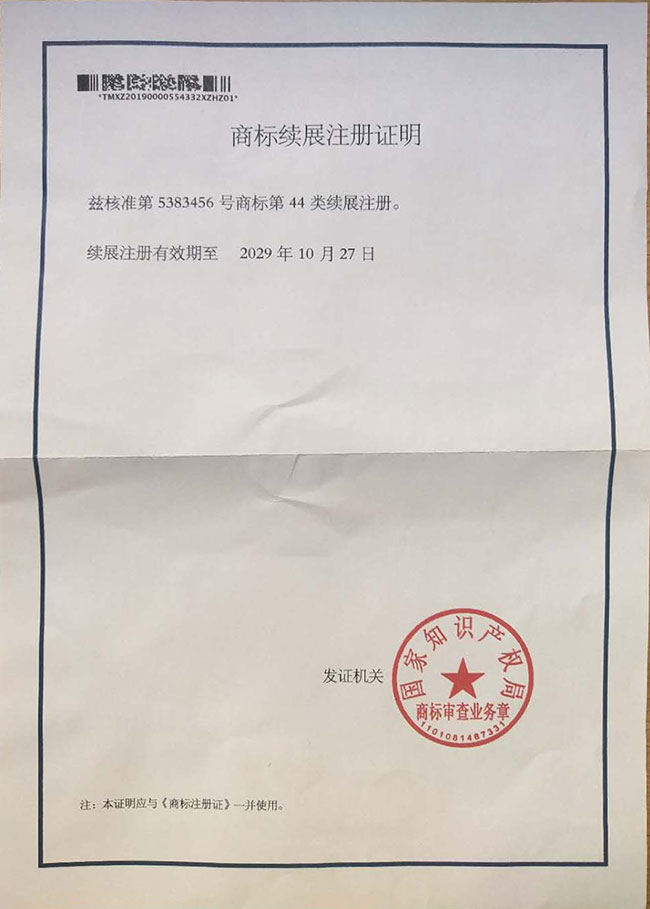 *TMXZ20190000554332XZHZ01*
商标续展注册证明
兹核准第 5383456 号商标第 44 类续展注册。
续展注册有效期至 2029 年 10 月 27 日
发证机关
国家知识产权局
商标审查业务章
1101081467331
注：本证明应与《商标注册证》一并使用。